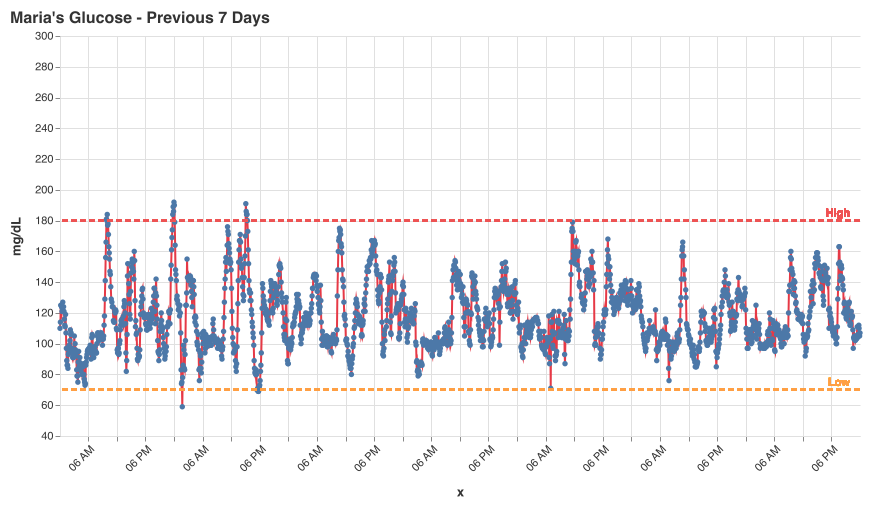 Maria's Glucose - Previous 7 Days
300
280
260
240
220
200
180
160
140
120
100
80
60
40
mg/dL
High
Low
06 AM
06 PM
06 AM
06 PM
06 AM
06 PM
06 AM
06 PM
06 AM
06 PM
06 AM
06 PM
06 AM
06 PM
x